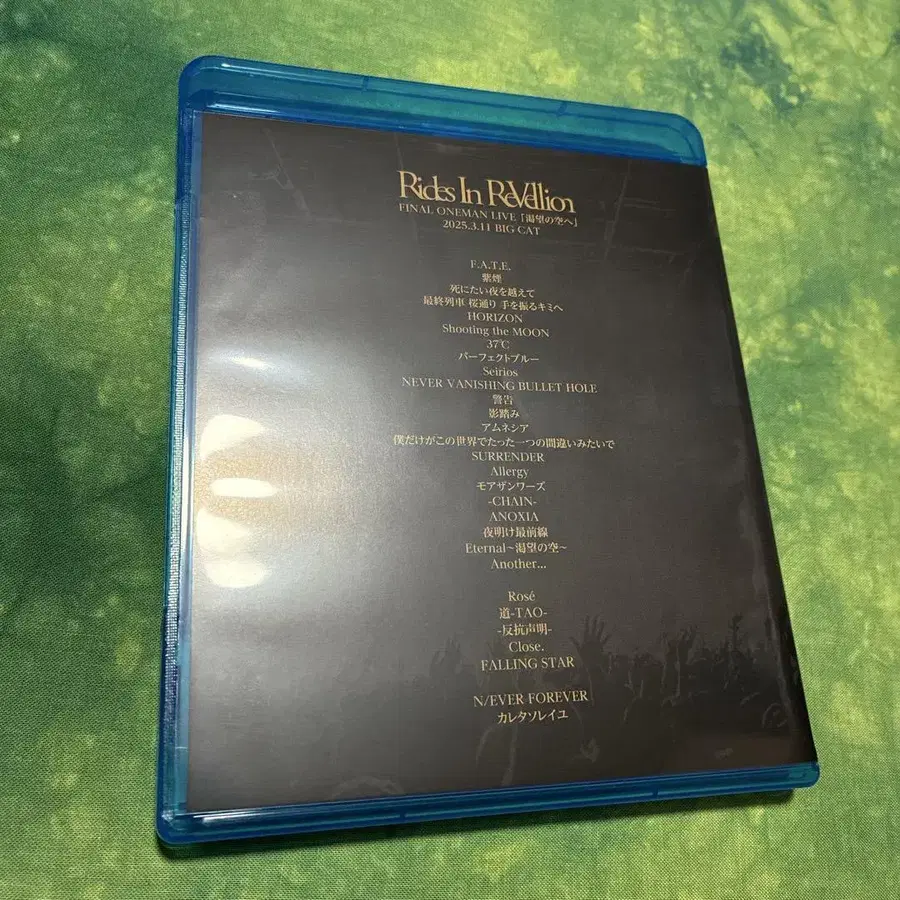 Rides In ReVellion
FINAL ONEMAN LIVE「渇望の空へ」
2025.3.11 BIG CAT
F.A.T.E.
紫煙
死にたい夜を越えて
最終列車 桜通り 手を振るキミへ
HORIZON
Shooting the MOON
37℃
パーフェクトブルー
Seirios
NEVER VANISHING BULLET HOLE
警告
影踏み
アムネシア
僕だけがこの世界でたった一つの間違いみたいで
SURRENDER
Allergy
モアザンワーズ
-CHAIN-
ANOXIA
夜明け最前線
Eternal～渇望の空～
Another...
Rosé
道-TAO-
-反抗声明-
Close.
FALLING STAR
N/EVER FOREVER
カレタソレイユ